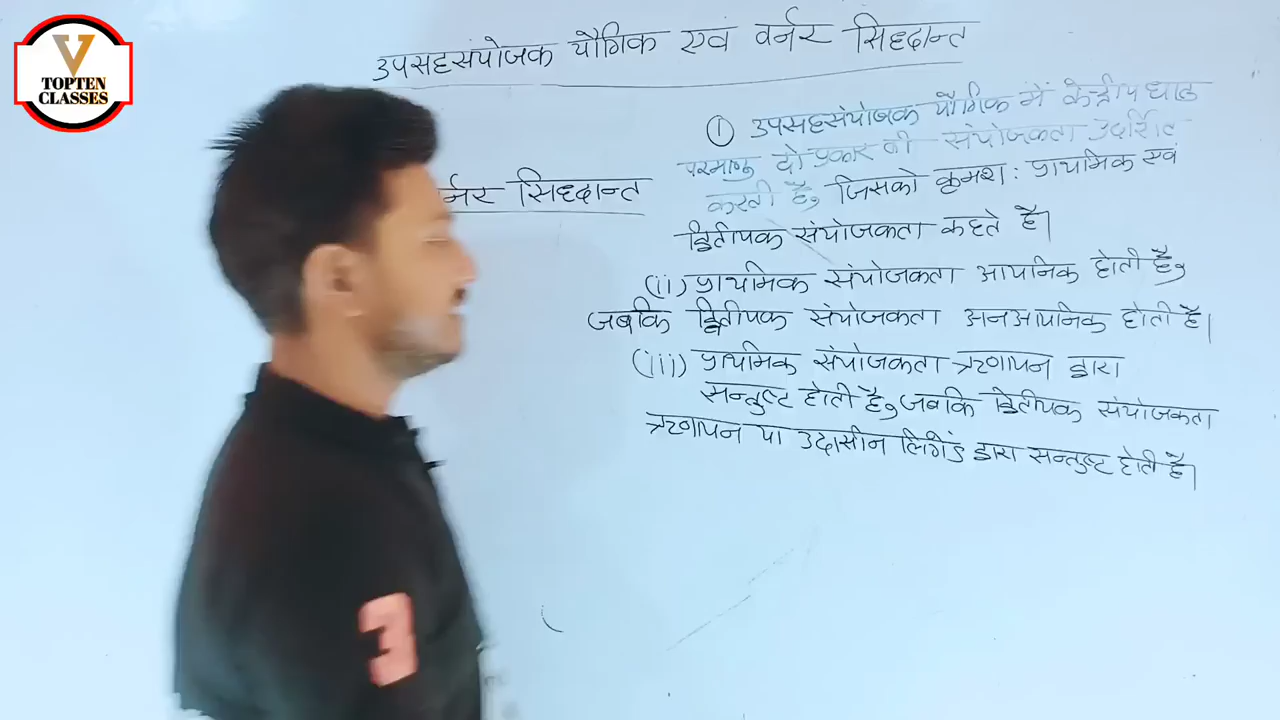 TOPTEN
CLASSES
उपसहसंयोजक यौगिक एवं वर्नर सिद्धान्त
र्नर सिद्धान्त
① उपसहसंयोजक यौगिक में केन्द्रीय धातु
परमाणु दो प्रकार की संयोजकता प्रदर्शित
करती है, जिसको क्रमश: प्राथमिक एवं
द्वितीयक संयोजकता कहते है।
(ii) प्राथमिक संयोजकता आयनिक होती है,
जबकि द्वितीयक संयोजकता अनआयनिक होती है।
(iii) प्राथमिक संयोजकता ऋणायन द्वारा
सन्तुष्ट होती है, जबकि द्वितीयक संयोजकता
ऋणायन या उदासीन लिगेंड द्वारा सन्तुष्ट होती है।